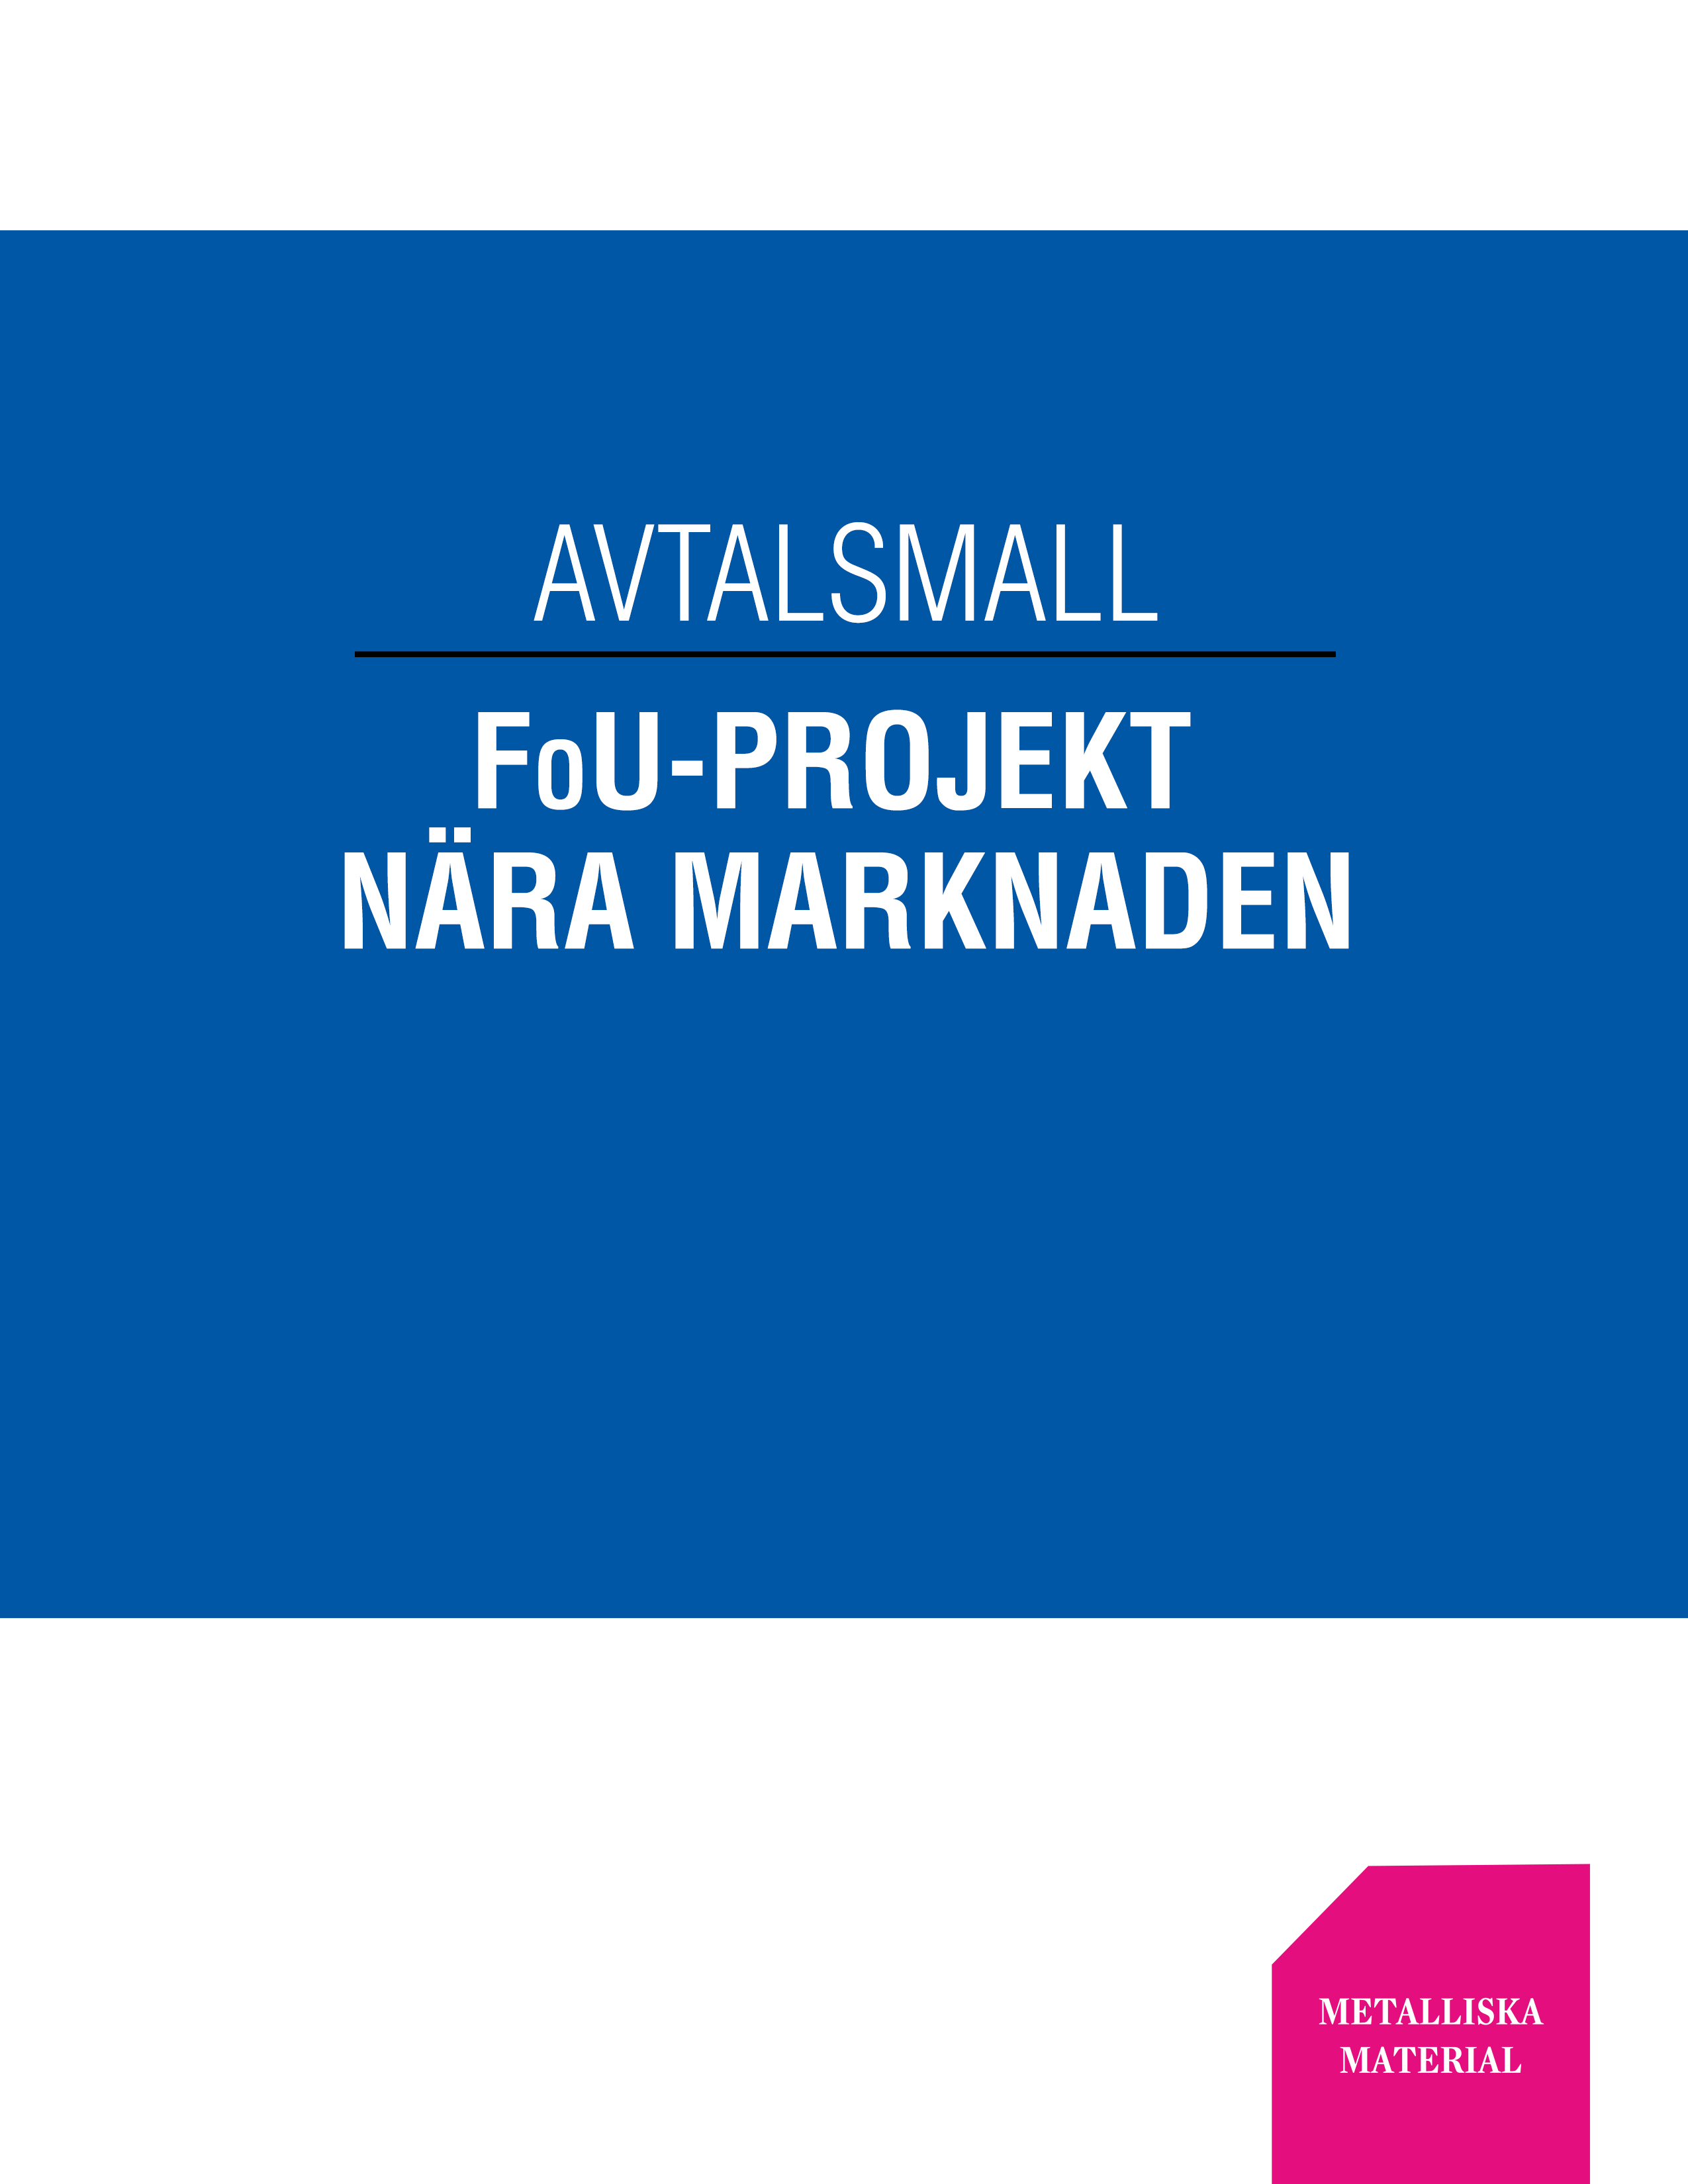 AVTALSMALL
FoU-PROJEKT
NÄRA MARKNADEN
METALLISKA
MATERIAL